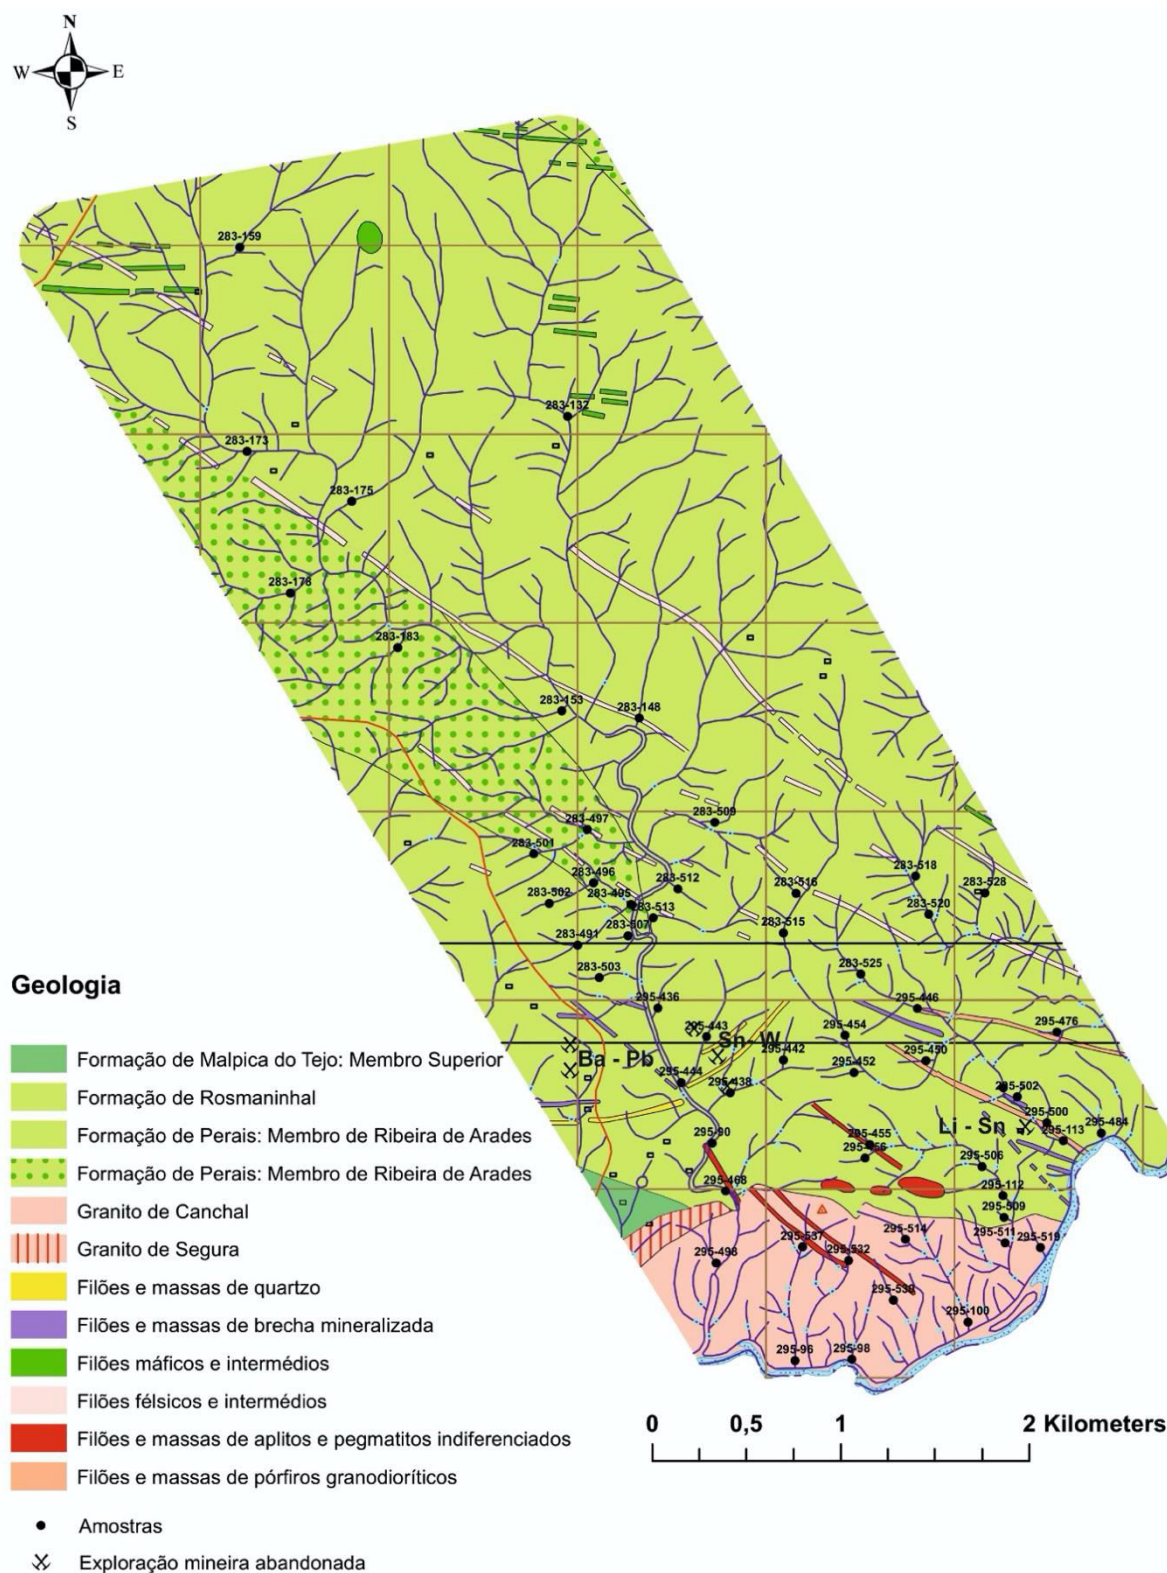 N
W E
S
283-159
283-132
283-173
283-175
283-178
283-183
283-153
283-148
283-509
283-497
283-501
283-518
283-496
283-512
283-516
283-528
283-502
283-495
283-513
283-520
283-507
283-515
283-491
283-503
283-525
295-436
295-446
295-443
Sn - W
295-454
295-476
Ba - Pb
295-442
295-450
295-444
295-438
295-452
295-502
295-500
Li - Sn
295-113
295-484
295-90
295-455
295-456
295-506
295-468
295-112
295-509
295-514
295-511
295-519
295-537
295-532
295-498
295-539
295-100
295-96
295-98
Geologia
Formação de Malpica do Tejo: Membro Superior
Formação de Rosmaninhal
Formação de Perais: Membro de Ribeira de Arades
Formação de Perais: Membro de Ribeira de Arades
Granito de Canchal
Granito de Segura
Filões e massas de quartzo
Filões e massas de brecha mineralizada
Filões máficos e intermédios
Filões félsicos e intermédios
Filões e massas de aplitos e pegmatitos indiferenciados
Filões e massas de pórfiros granodioríticos
Amostras
Exploração mineira abandonada
0 0,5 1 2 Kilometers